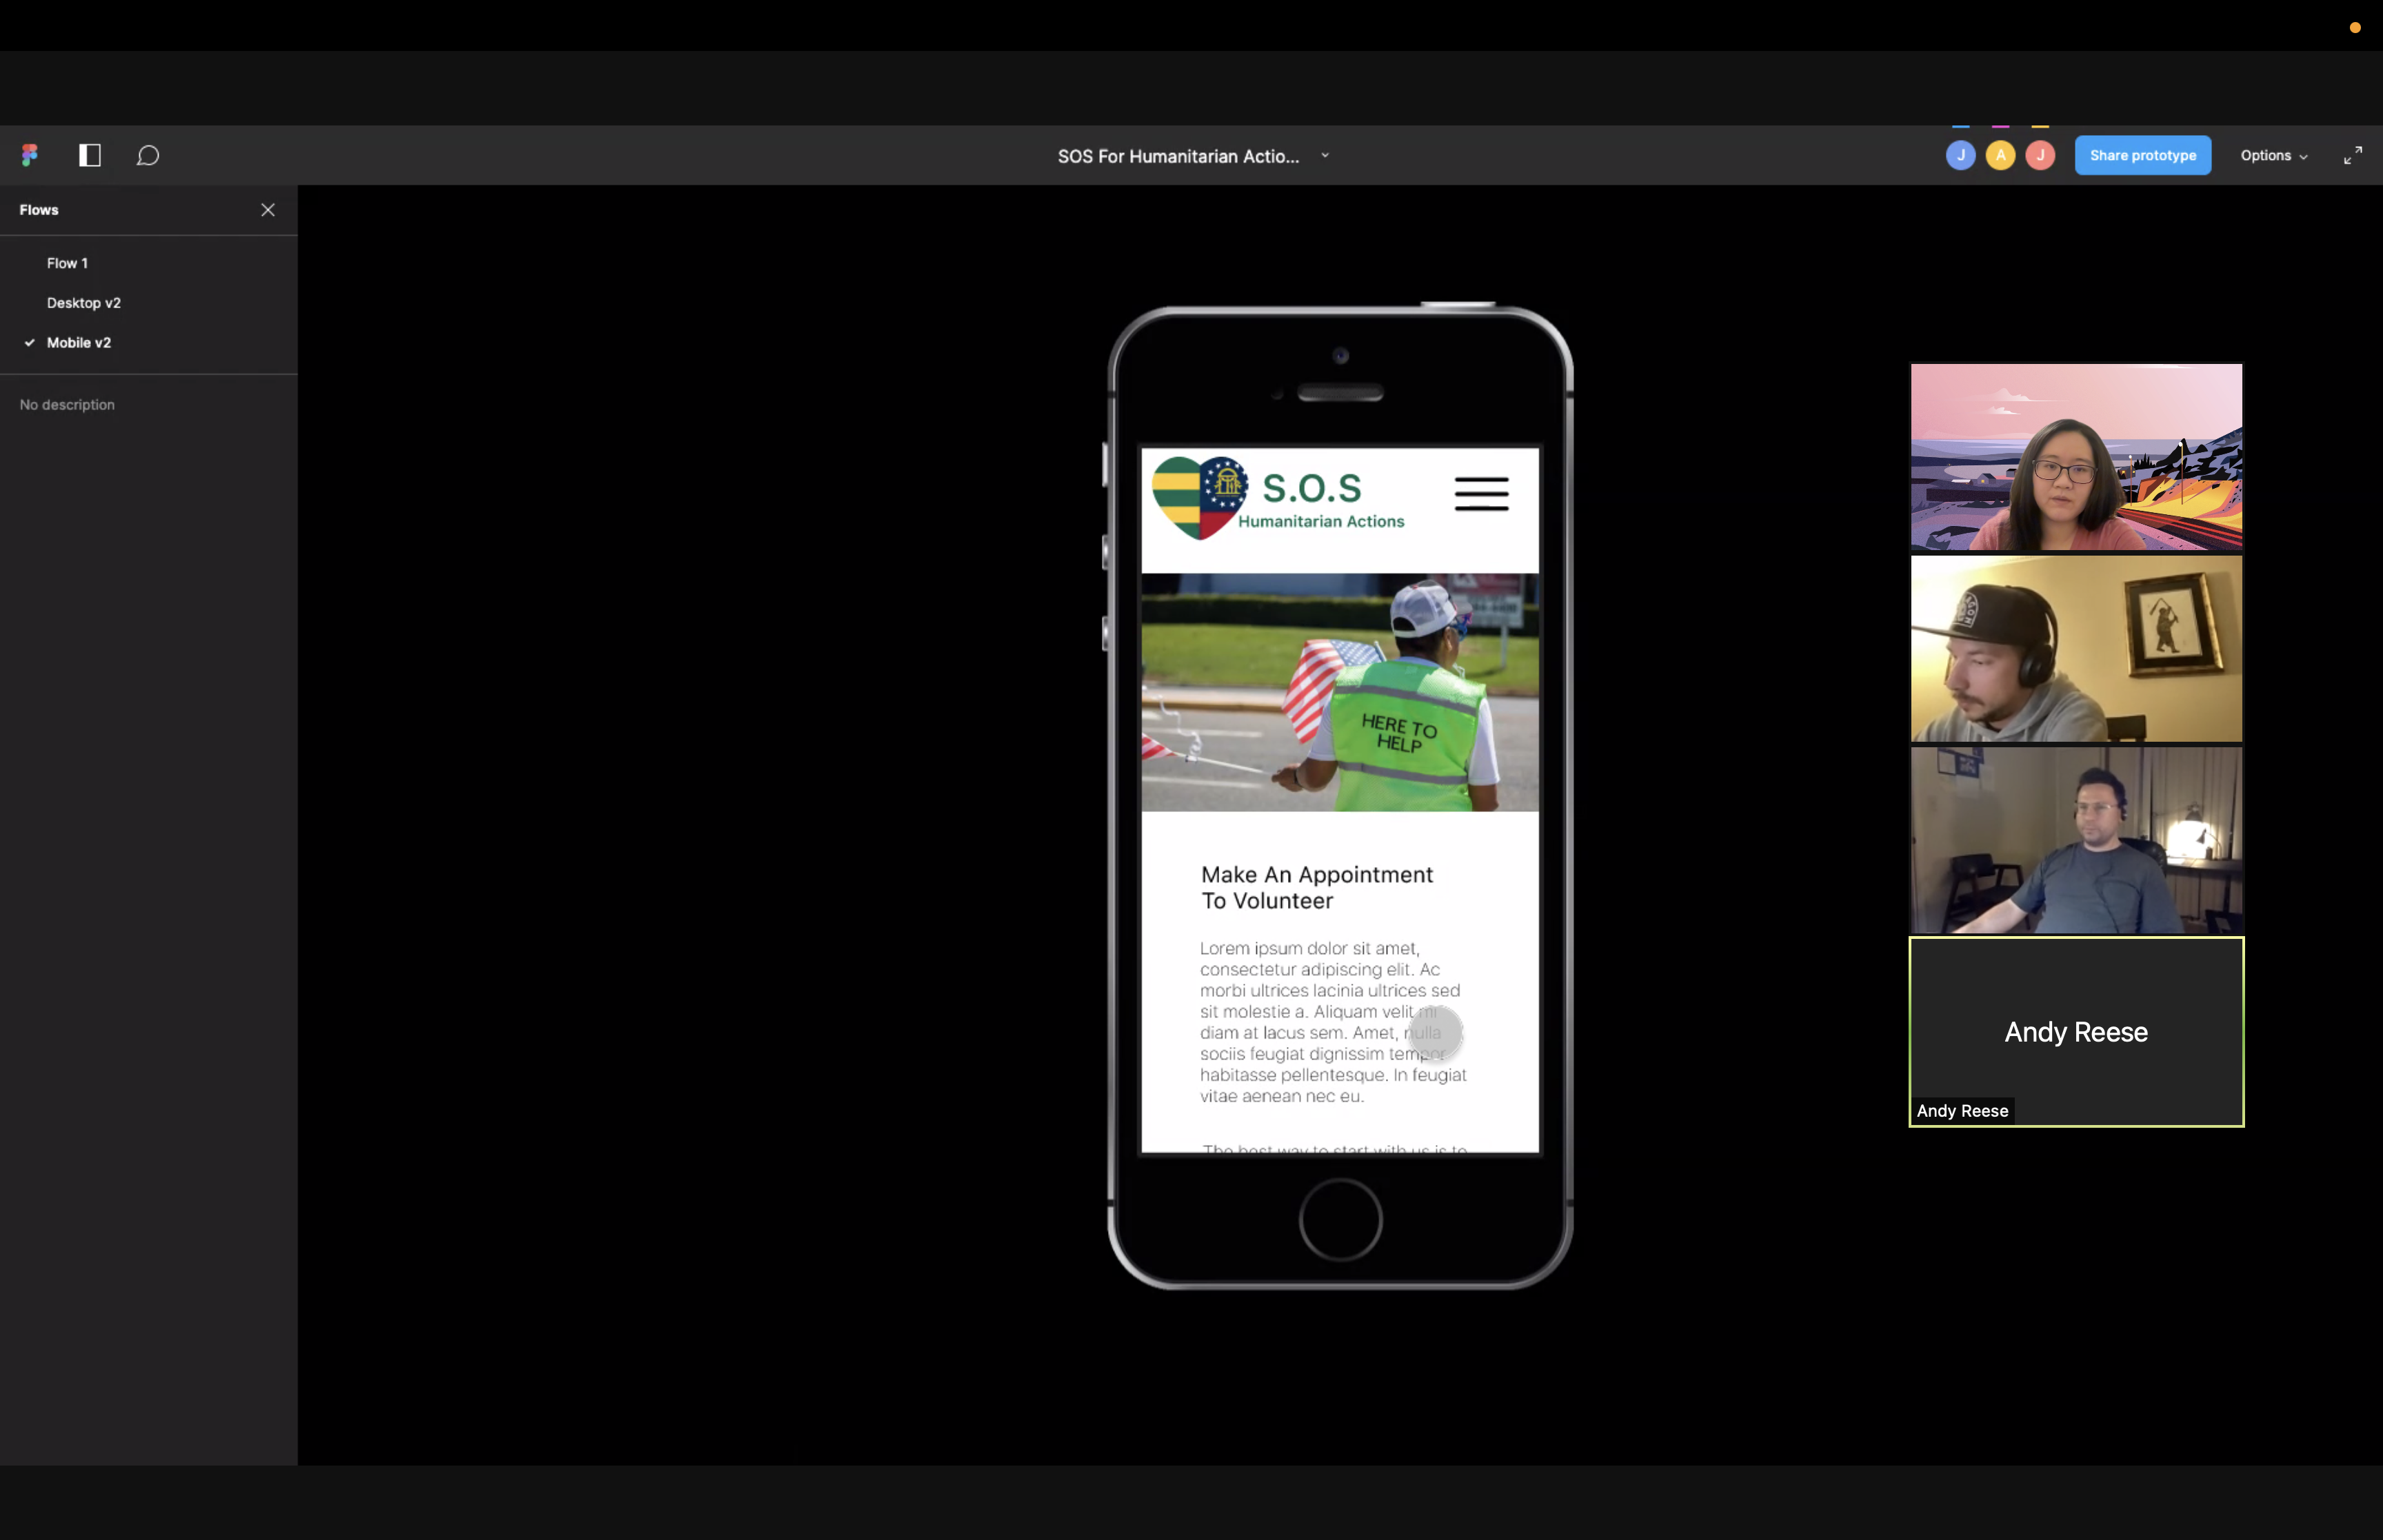 SOS For Humanitarian Actio...
J
A
J
Share prototype
Options
Flows
Flow 1
Desktop v2
Mobile v2
No description
S.O.S
Humanitarian Actions
HERE TO
HELP
Make An Appointment
To Volunteer
Lorem ipsum dolor sit amet,
consectetur adipiscing elit. Ac
morbi ultrices lacinia ultrices sed
sit molestie a. Aliquam velit mi
diam at lacus sem. Amet, nulla
sociis feugiat dignissim tempor
habitasse pellentesque. In feugiat
vitae aenean nec eu.
The best way to start with us is to
Andy Reese
Andy Reese